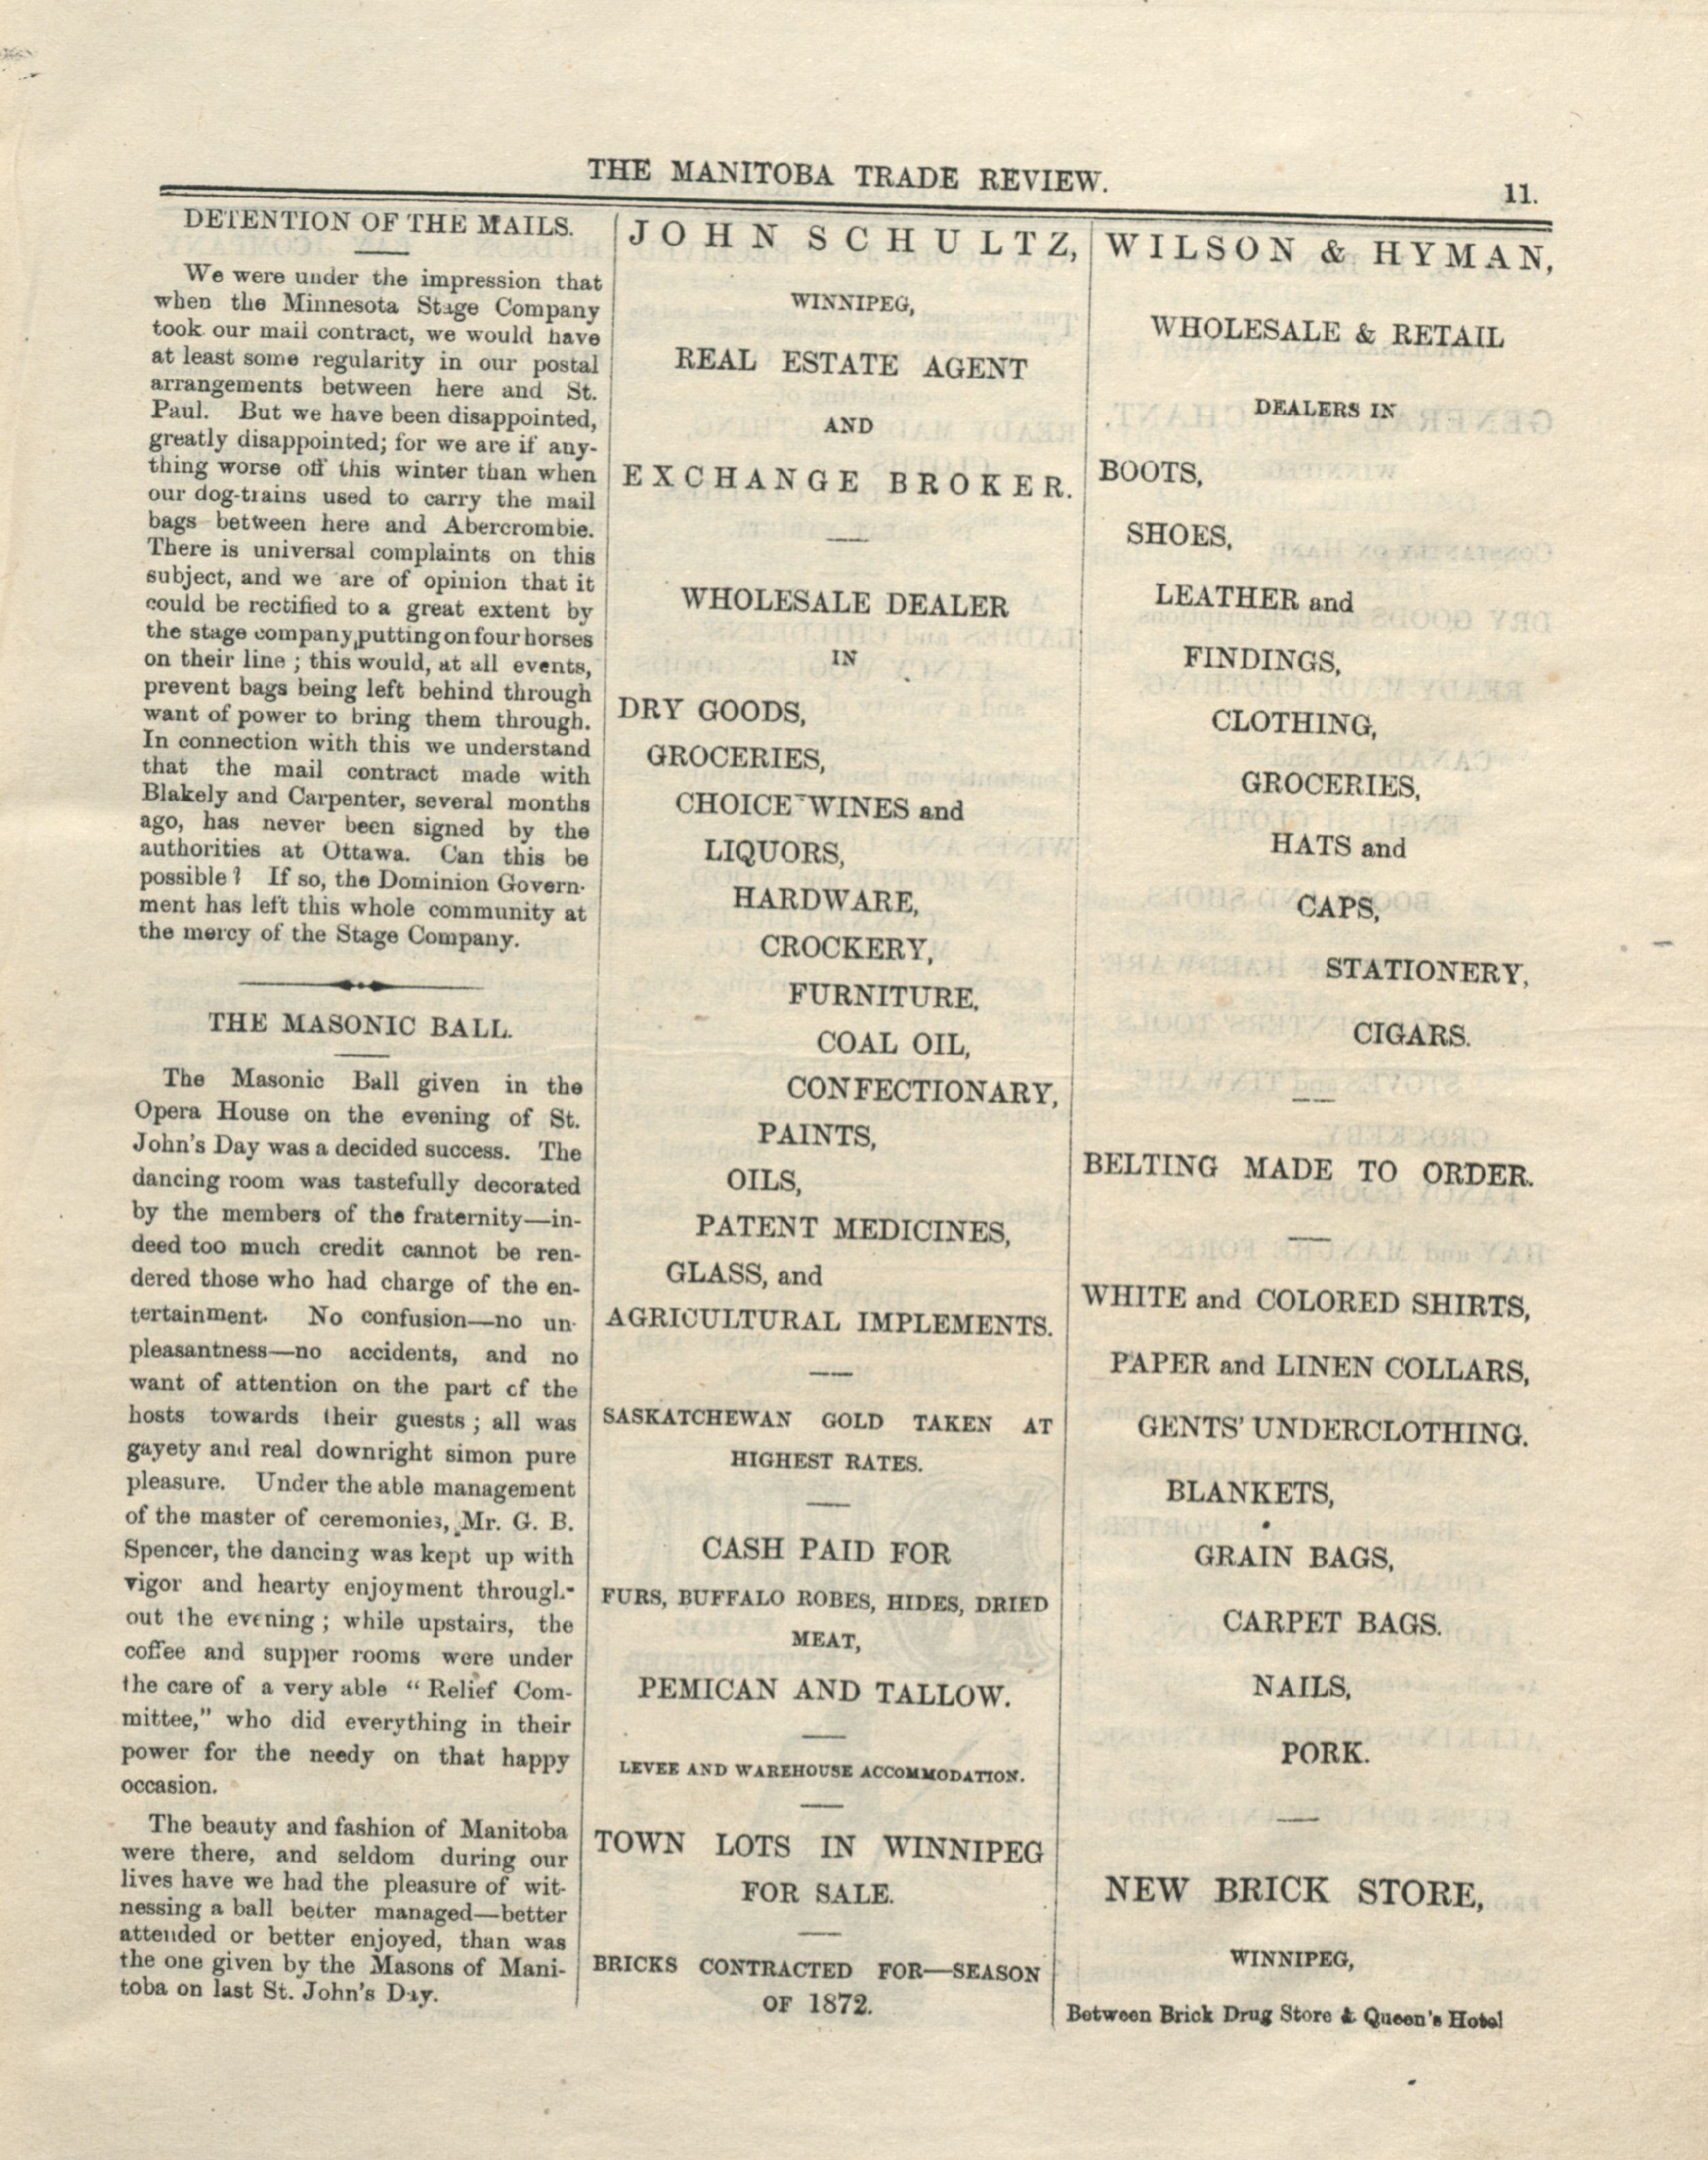 THE MANITOBA TRADE REVIEW.
11.
DETENTION OF THE MAILS.
We were under the impression that
when the Minnesota Stage Company
took our mail contract, we would have
at least some regularity in our postal
arrangements between here and St.
Paul. But we have been disappointed,
greatly disappointed; for we are if any-
thing worse off this winter than when
our dog-trains used to carry the mail
bags between here and Abercrombie.
There is universal complaints on this
subject, and we are of opinion that it
could be rectified to a great extent by
the stage company, putting on four horses
on their line ; this would, at all events,
prevent bags being left behind through
want of power to bring them through.
In connection with this we understand
that the mail contract made with
Blakely and Carpenter, several months
ago, has never been signed by the
authorities at Ottawa. Can this be
possible ? If so, the Dominion Govern-
ment has left this whole community at
the mercy of the Stage Company.
THE MASONIC BALL.
The Masonic Ball given in the
Opera House on the evening of St.
John's Day was a decided success. The
dancing room was tastefully decorated
by the members of the fraternity—in-
deed too much credit cannot be ren-
dered those who had charge of the en-
tertainment. No confusion—no un-
pleasantness—no accidents, and no
want of attention on the part of the
hosts towards their guests ; all was
gayety and real downright simon pure
pleasure. Under the able management
of the master of ceremonies, Mr. G. B.
Spencer, the dancing was kept up with
vigor and hearty enjoyment through-
out the evening ; while upstairs, the
coffee and supper rooms were under
the care of a very able " Relief Com-
mittee," who did everything in their
power for the needy on that happy
occasion.
The beauty and fashion of Manitoba
were there, and seldom during our
lives have we had the pleasure of wit-
nessing a ball better managed—better
attended or better enjoyed, than was
the one given by the Masons of Mani-
toba on last St. John's Day.
JOHN SCHULTZ,
WINNIPEG,
REAL ESTATE AGENT
AND
EXCHANGE BROKER.
WHOLESALE DEALER
IN
DRY GOODS,
GROCERIES,
CHOICE WINES and
LIQUORS,
HARDWARE,
CROCKERY,
FURNITURE,
COAL OIL,
CONFECTIONARY,
PAINTS,
OILS,
PATENT MEDICINES,
GLASS, and
AGRICULTURAL IMPLEMENTS.
SASKATCHEWAN GOLD TAKEN AT
HIGHEST RATES.
CASH PAID FOR
FURS, BUFFALO ROBES, HIDES, DRIED
MEAT,
PEMICAN AND TALLOW.
LEVEE AND WAREHOUSE ACCOMMODATION.
TOWN LOTS IN WINNIPEG
FOR SALE.
BRICKS CONTRACTED FOR—SEASON
OF 1872.
WILSON & HYMAN,
WHOLESALE & RETAIL
DEALERS IN
BOOTS,
SHOES,
LEATHER and
FINDINGS,
CLOTHING,
GROCERIES,
HATS and
CAPS,
STATIONERY,
CIGARS.
BELTING MADE TO ORDER.
WHITE and COLORED SHIRTS,
PAPER and LINEN COLLARS,
GENTS' UNDERCLOTHING.
BLANKETS,
GRAIN BAGS,
CARPET BAGS.
NAILS,
PORK.
NEW BRICK STORE,
WINNIPEG,
Between Brick Drug Store & Queen's Hotel